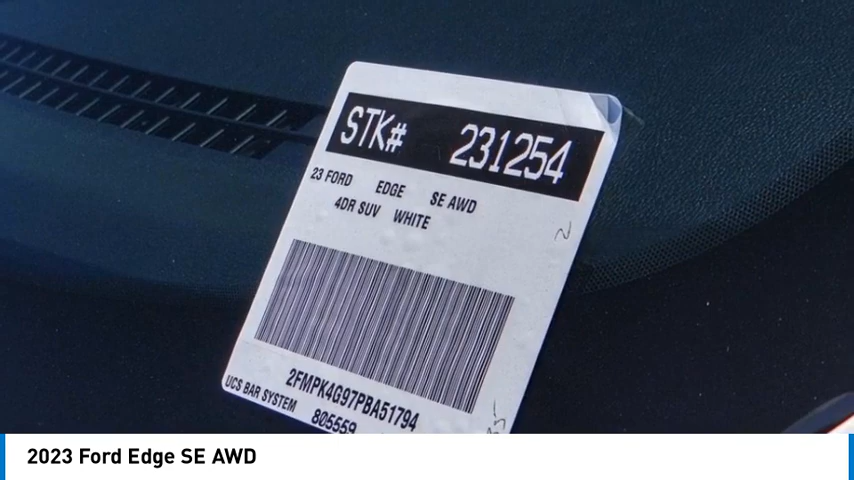 STK# 231254
23 FORD EDGE SE AWD
4DR SUV WHITE
2
2FMPK4G97PBA51794
UCS BAR SYSTEM 805559
2023 Ford Edge SE AWD